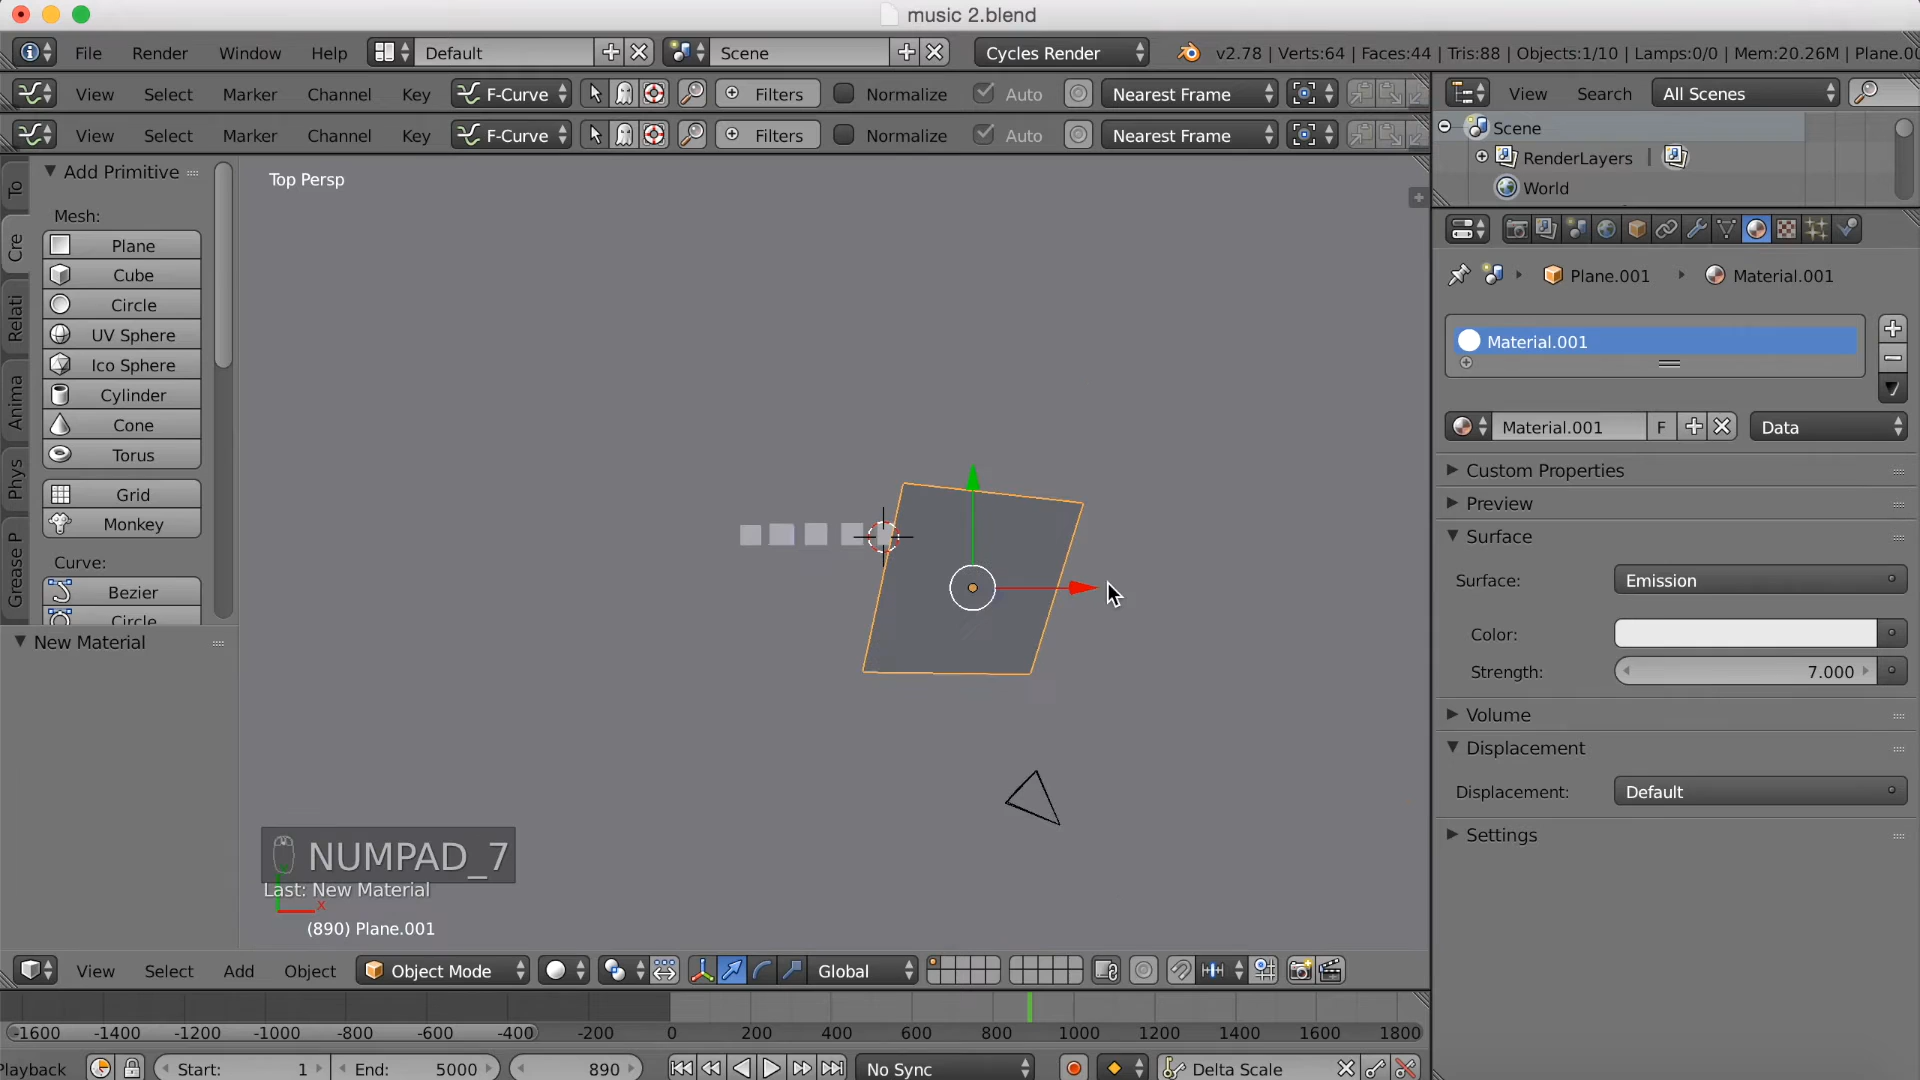 music 2.blend
File Render Window Help Default Scene Cycles Render v2.78 | Verts:64 | Faces:44 | Tris:88 | Objects:1/10 | Lamps:0/0 | Mem:20.26M | Plane.00
View Select Marker Channel Key F-Curve Filters Normalize Auto Nearest Frame
View Select Marker Channel Key F-Curve Filters Normalize Auto Nearest Frame
View Search All Scenes
Scene
RenderLayers
World
To
Cre
Relati
Anima
Phys
Grease P
Add Primitive
Mesh:
Plane
Cube
Circle
UV Sphere
Ico Sphere
Cylinder
Cone
Torus
Grid
Monkey
Curve:
Bezier
Circle
New Material
Top Persp
NUMPAD_7
Last: New Material
x
(890) Plane.001
Plane.001 Material.001
Material.001
Material.001 F Data
Custom Properties
Preview
Surface
Surface: Emission
Color:
Strength: 7.000
Volume
Displacement
Displacement: Default
Settings
View Select Add Object Object Mode Global
-1600 -1400 -1200 -1000 -800 -600 -400 -200 0 200 400 600 800 1000 1200 1400 1600 1800
Playback Start: 1 End: 5000 890 No Sync Delta Scale